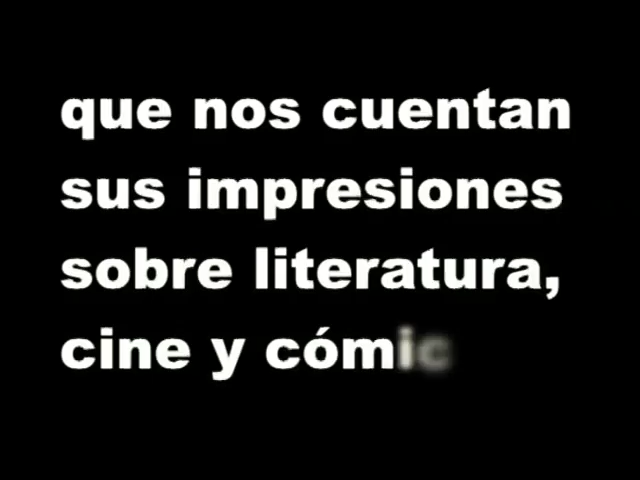 que nos cuentan
sus impresiones
sobre literatura,
cine y cómic